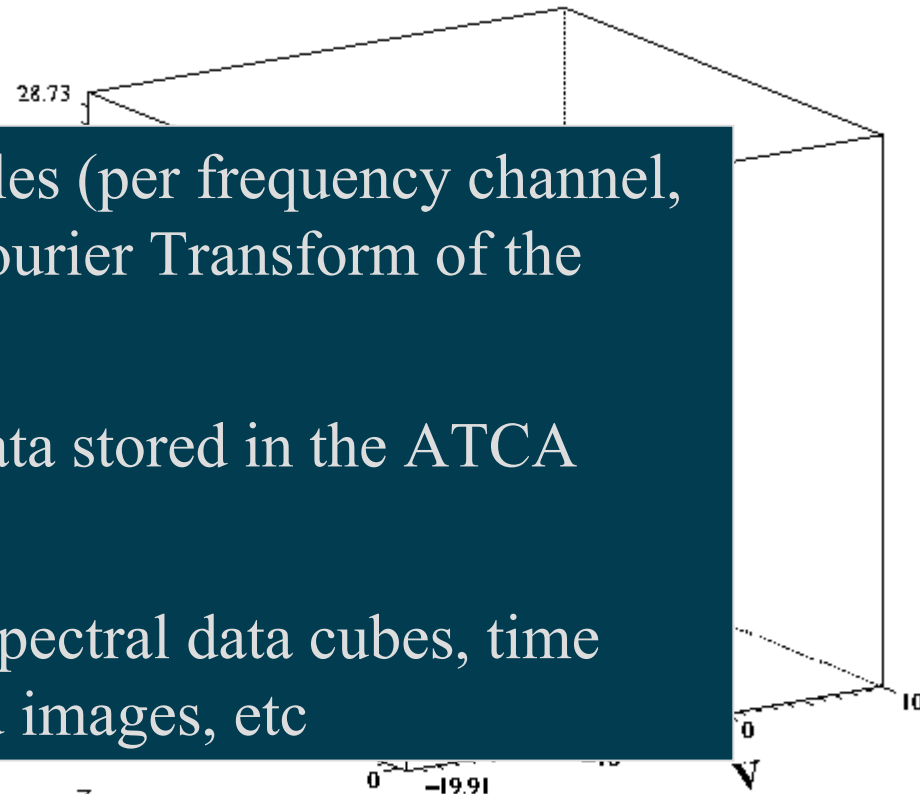 28.73
les (per frequency channel,
ourier Transform of the
ata stored in the ATCA
pectral data cubes, time
images, etc
10
0
V
0
-19.91